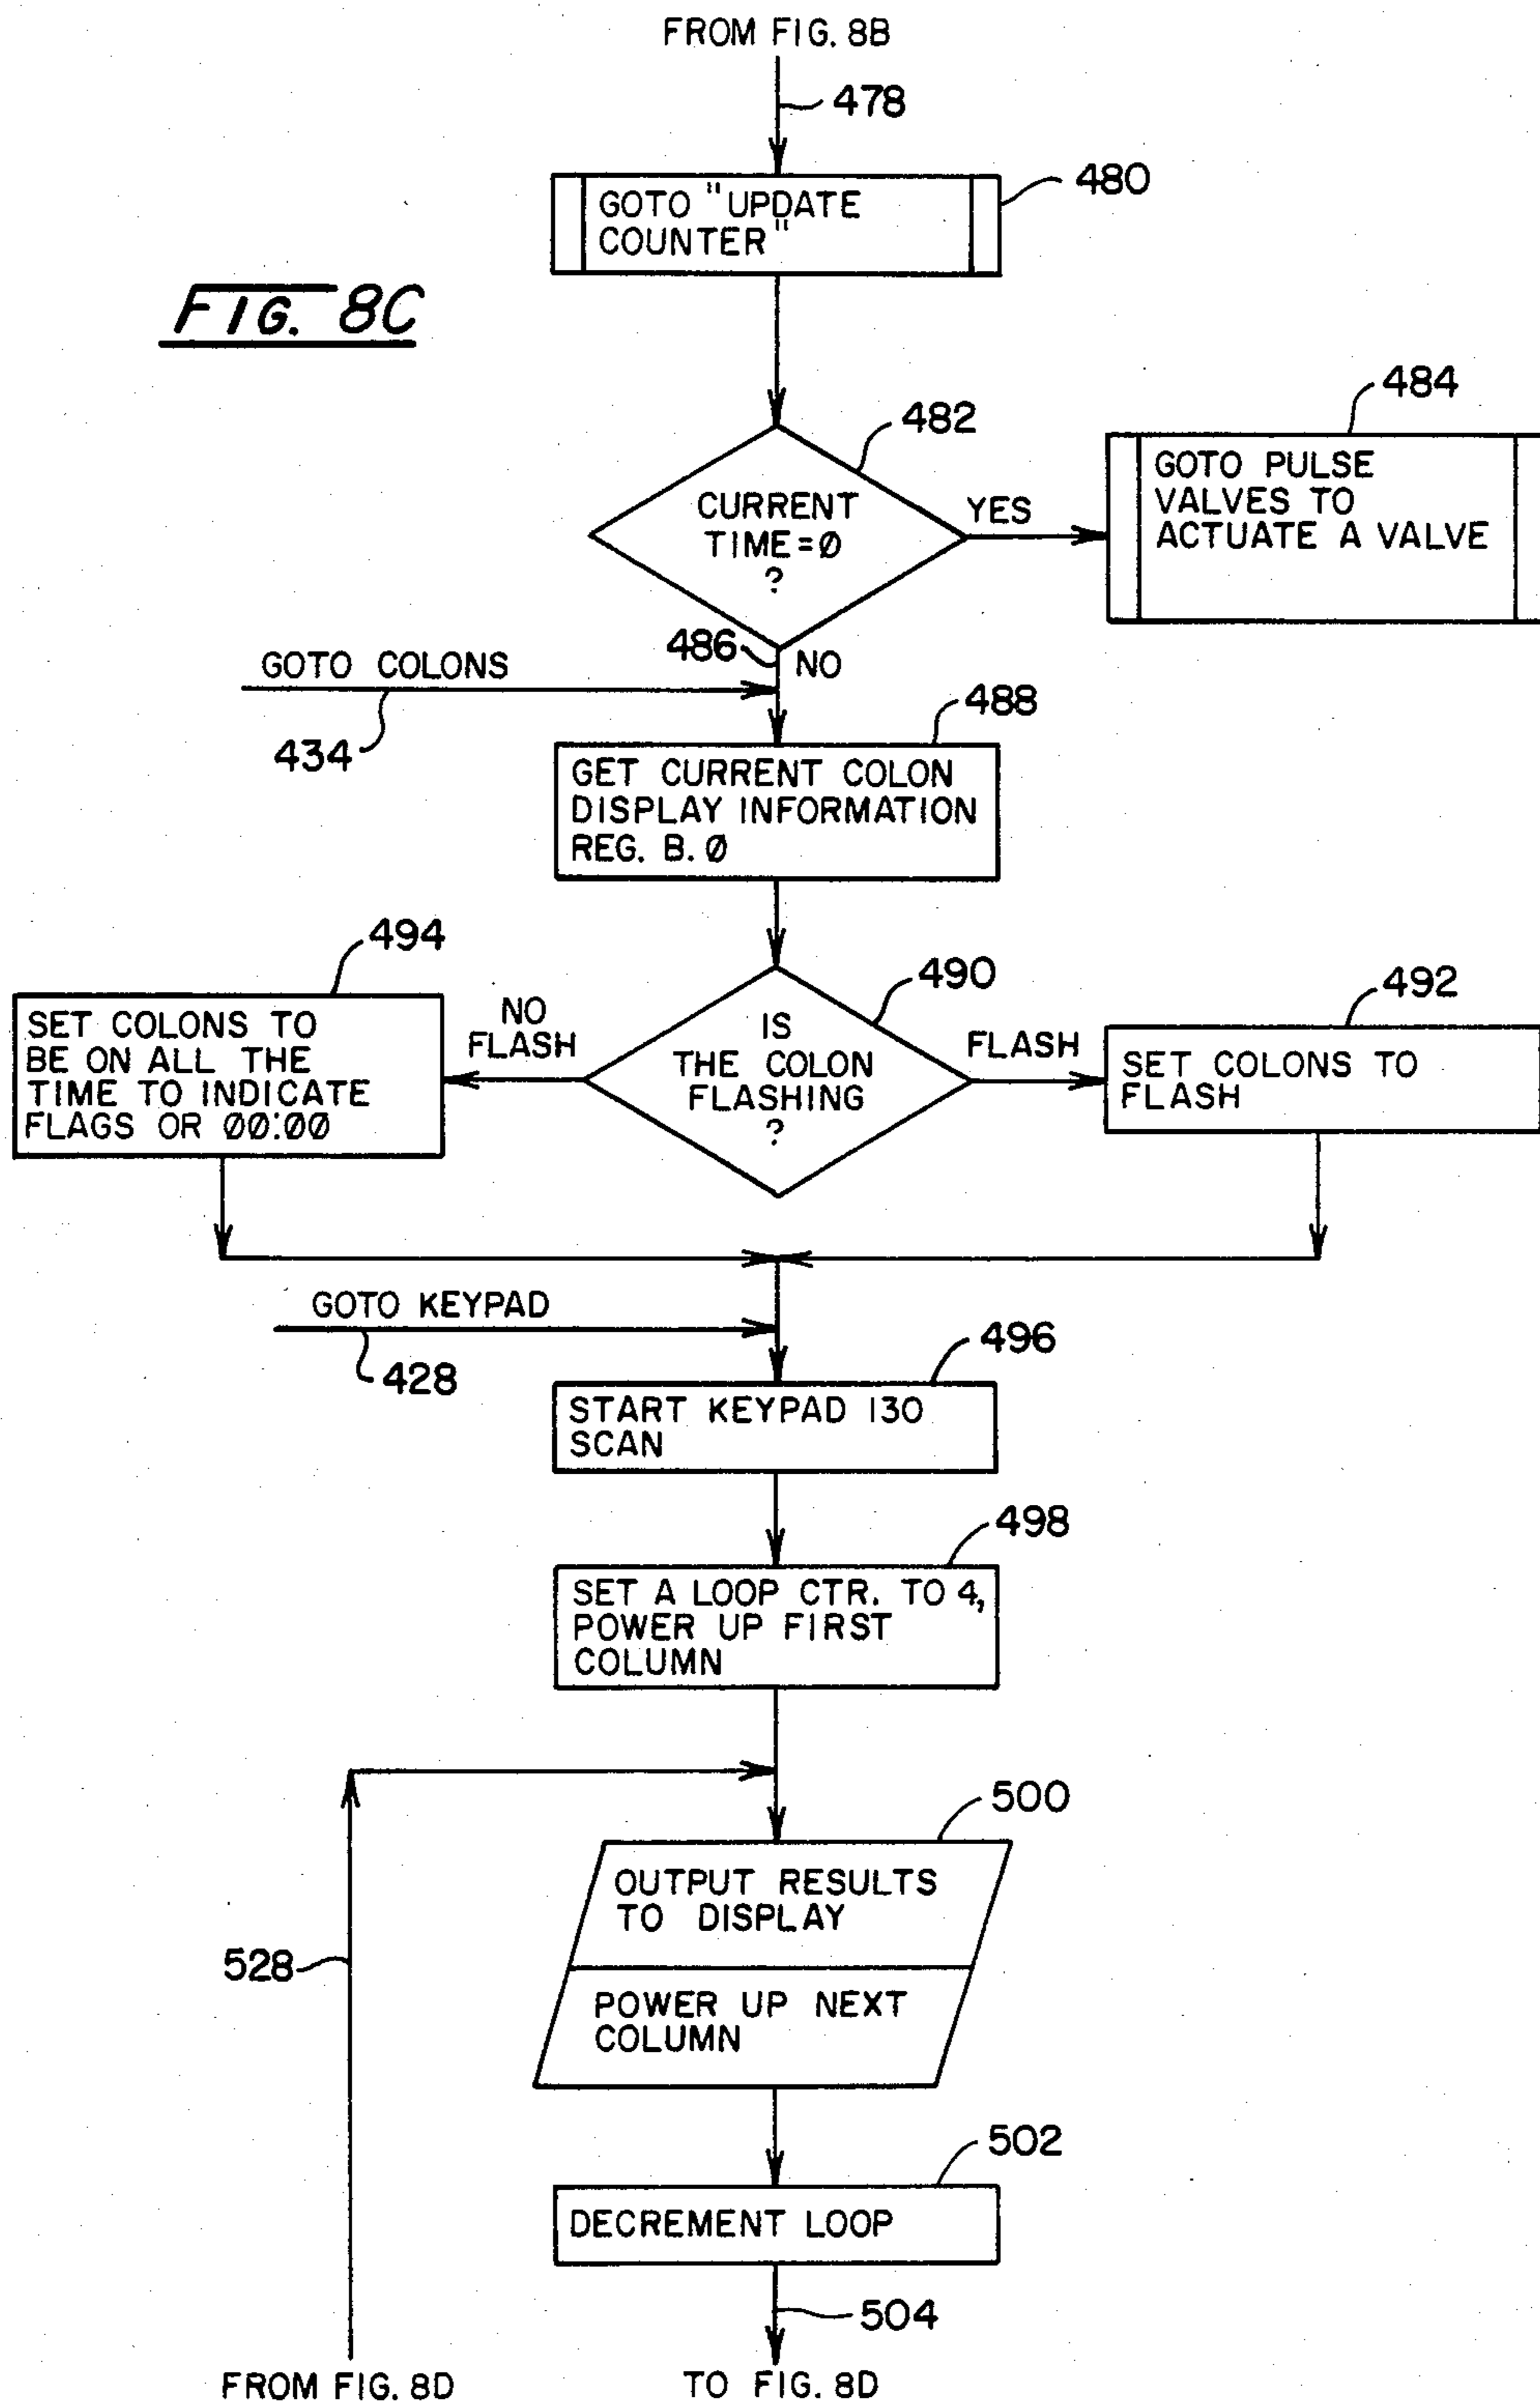 FROM FIG. 8B
478
GOTO "UPDATE
COUNTER"
480
FIG. 8C
482
484
CURRENT
TIME=Ø
?
YES
GOTO PULSE
VALVES TO
ACTUATE A VALVE
486
NO
GOTO COLONS
434
488
GET CURRENT COLON
DISPLAY INFORMATION
REG. B. Ø
494
490
492
SET COLONS TO
BE ON ALL THE
TIME TO INDICATE
FLAGS OR ØØ:ØØ
NO
FLASH
IS
THE COLON
FLASHING
?
FLASH
SET COLONS TO
FLASH
GOTO KEYPAD
428
496
START KEYPAD 130
SCAN
498
SET A LOOP CTR. TO 4,
POWER UP FIRST
COLUMN
500
OUTPUT RESULTS
TO DISPLAY
528
POWER UP NEXT
COLUMN
502
DECREMENT LOOP
504
FROM FIG. 8D
TO FIG. 8D